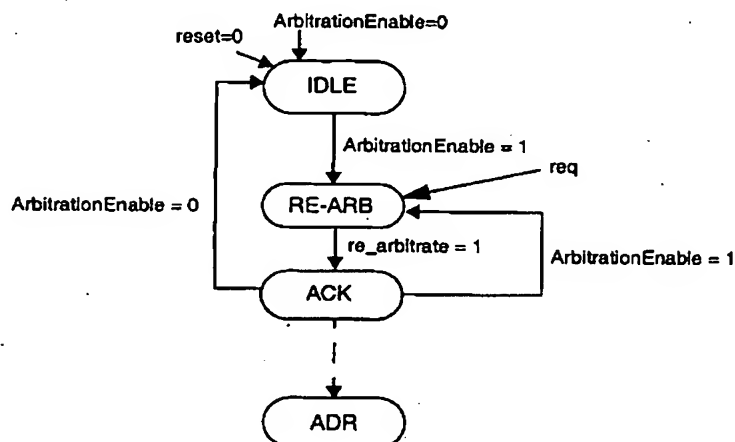 ArbitrationEnable=0
reset=0
IDLE
ArbitrationEnable = 1
req
ArbitrationEnable = 0
RE-ARB
re_arbitrate = 1
ArbitrationEnable = 1
ACK
ADR